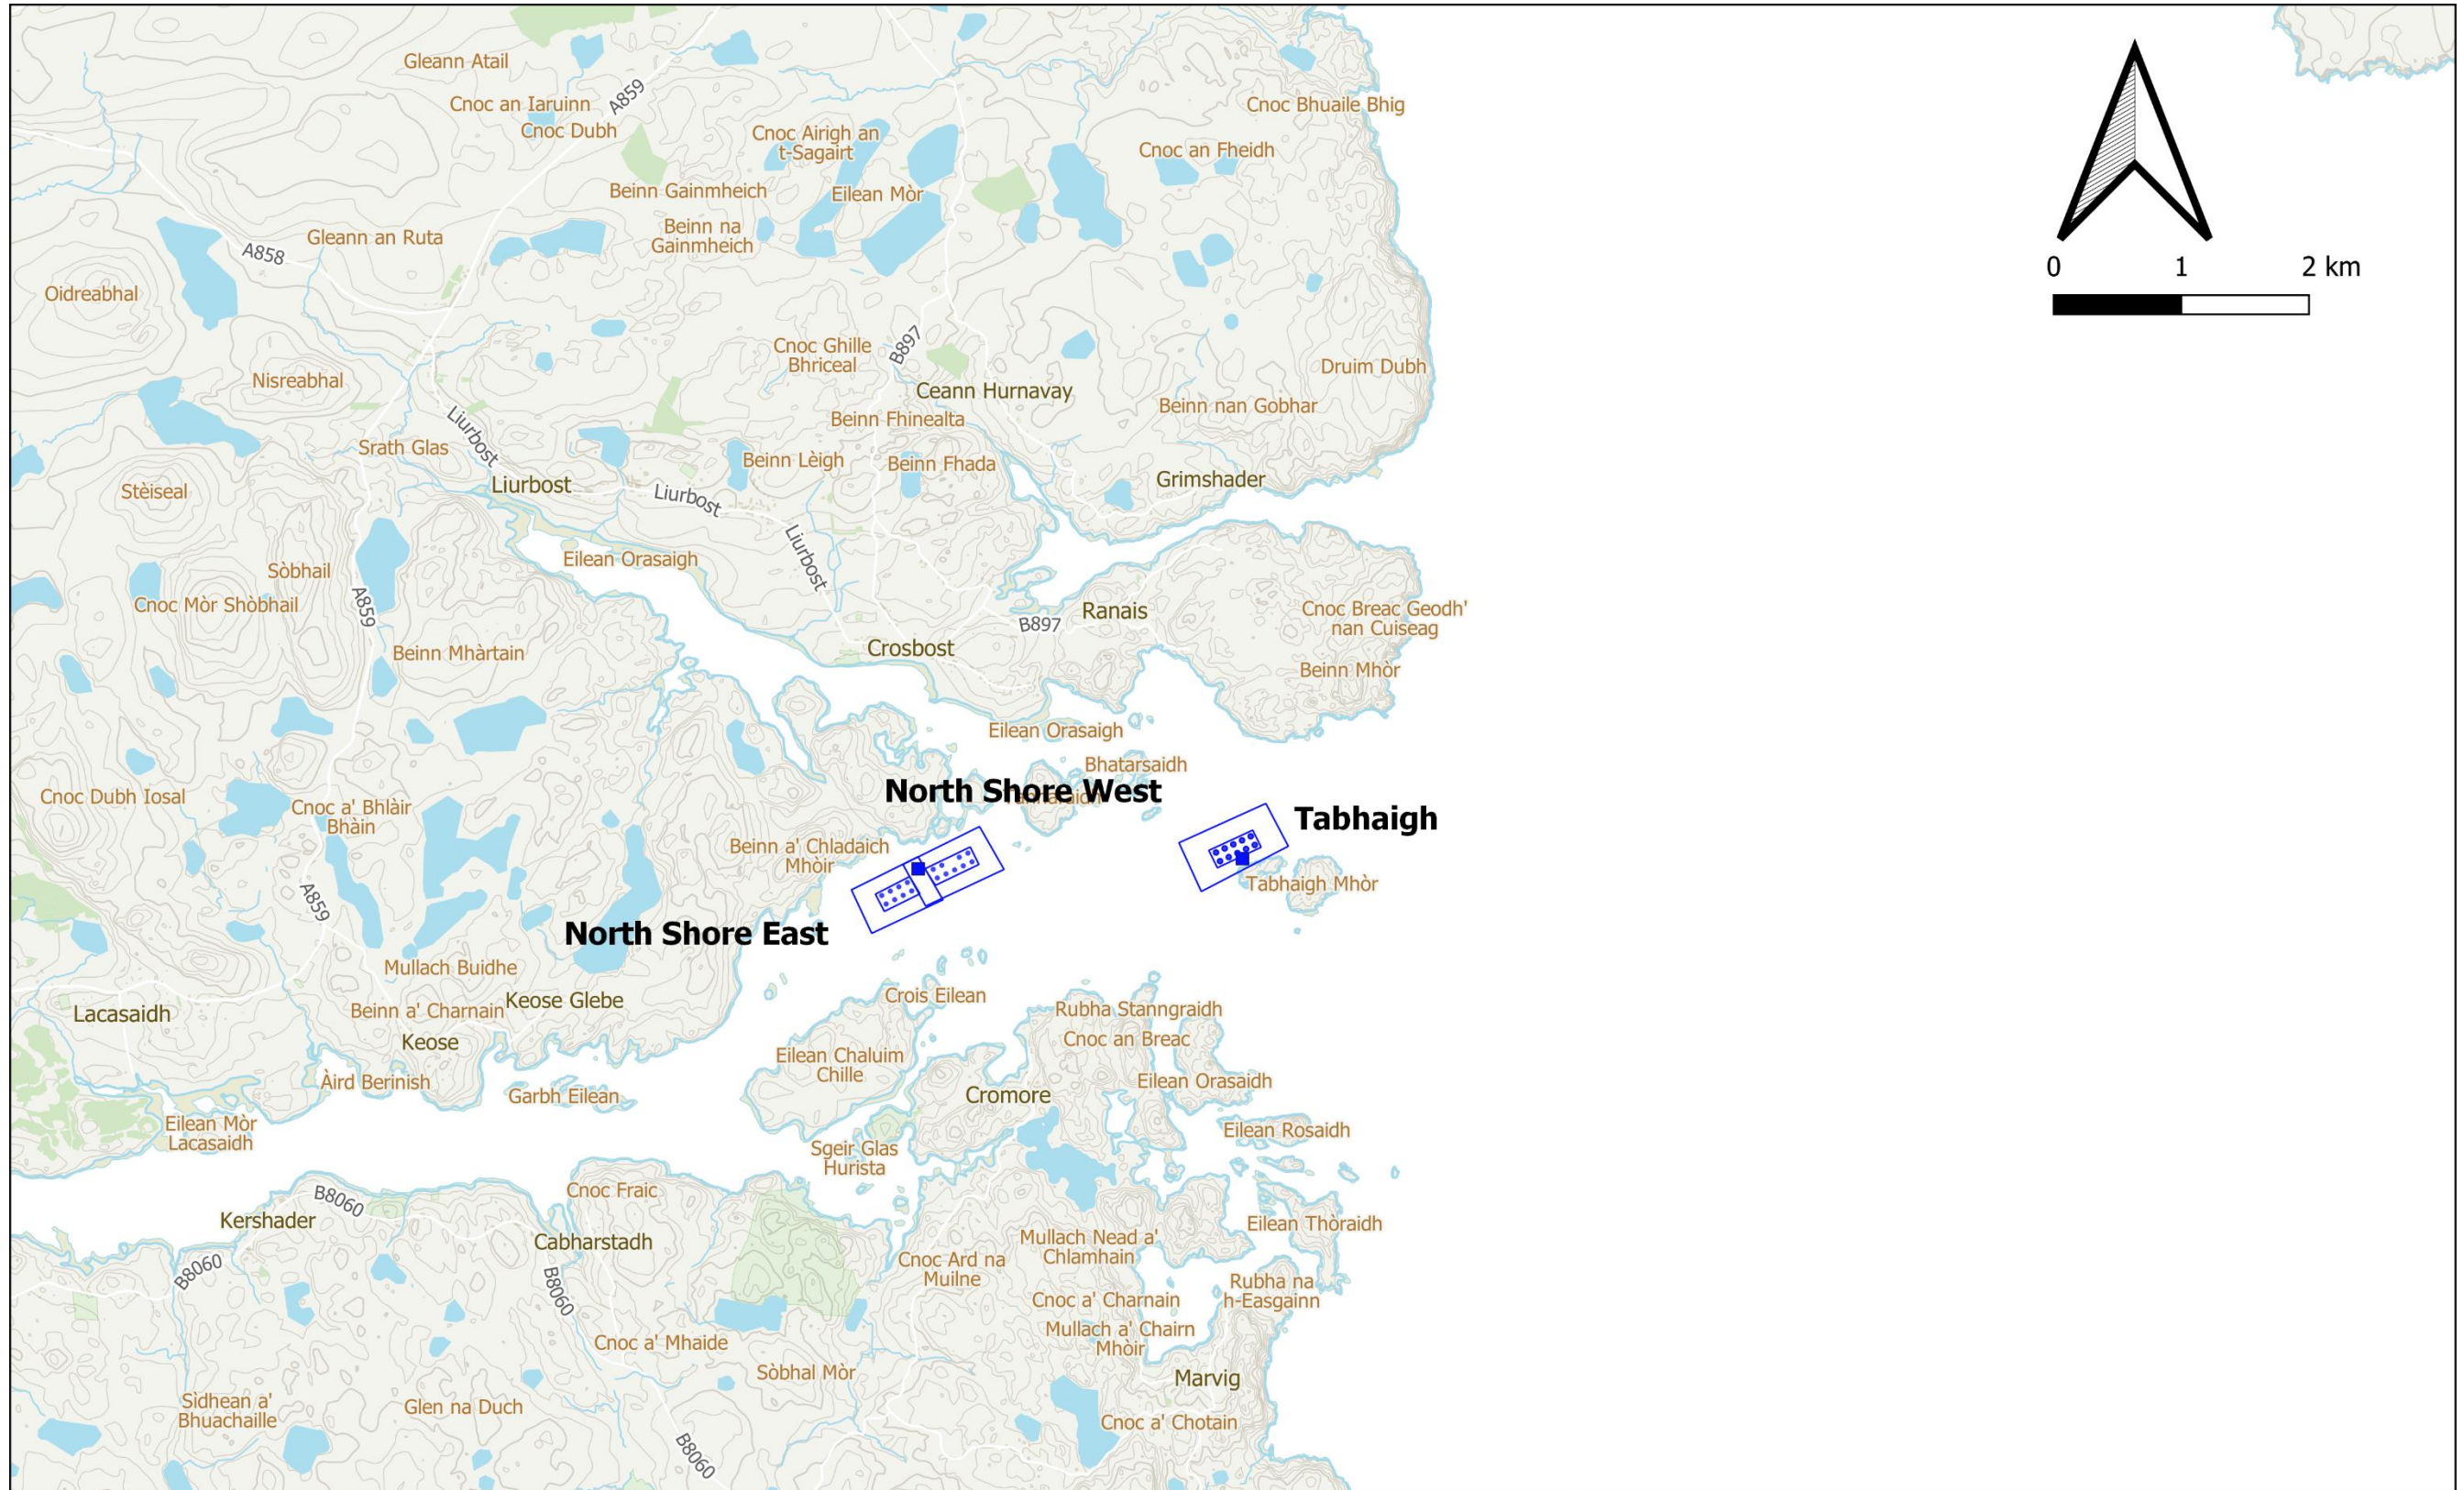 Gleann Atail
Cnoc an Iaruinn
A859
Cnoc Dubh
Cnoc Bhuaile Bhig
Cnoc Airigh an
t-Sagairt
Cnoc an Fheidh
Beinn Gainmheich
Eilean Mòr
Beinn na
Gainmheich
Gleann an Ruta
A858
Oidreabhal
0 1 2 km
Cnoc Ghille
Bhriceal
B897
Druim Dubh
Nisreabhal
Ceann Hurnavay
Beinn nan Gobhar
Beinn Fhinealta
Liurbost
Srath Glas
Beinn Lèigh
Beinn Fhada
Grimshader
Stèiseal
Liurbost
Liurbost
Liurbost
Eilean Orasaigh
Sòbhail
Cnoc Mòr Shòbhail
A859
Ranais
Cnoc Breac Geodh'
nan Cuiseag
B897
Crosbost
Beinn Mhàrtain
Beinn Mhòr
Eilean Orasaigh
Bhatarsaidh
North Shore West
Cnoc Dubh Iosal
Cnoc a' Bhlàir
Bhàin
Tabhaigh
Beinn a' Chladaich
Mhòir
Tabhaigh Mhòr
A859
North Shore East
Mullach Buidhe
Crois Eilean
Keose Glebe
Beinn a' Charnain
Lacasaidh
Rubha Stanngraidh
Cnoc an Breac
Keose
Eilean Chaluim
Chille
Àird Berinish
Garbh Eilean
Cromore
Eilean Orasaidh
Eilean Mòr
Lacasaidh
Eilean Rosaidh
Sgeir Glas
Hurista
Cnoc Fraic
B8060
Kershader
Eilean Thòraidh
Cabharstadh
Mullach Nead a'
Chlamhain
Cnoc Ard na
Muilne
B8060
B8060
Rubha na
h-Easgainn
Cnoc a' Charnain
Mullach a' Chairn
Mhòir
Cnoc a' Mhaide
Sòbhal Mòr
Marvig
Sìdhean a'
Bhuachaille
Glen na Duch
Cnoc a' Chotain
B8060